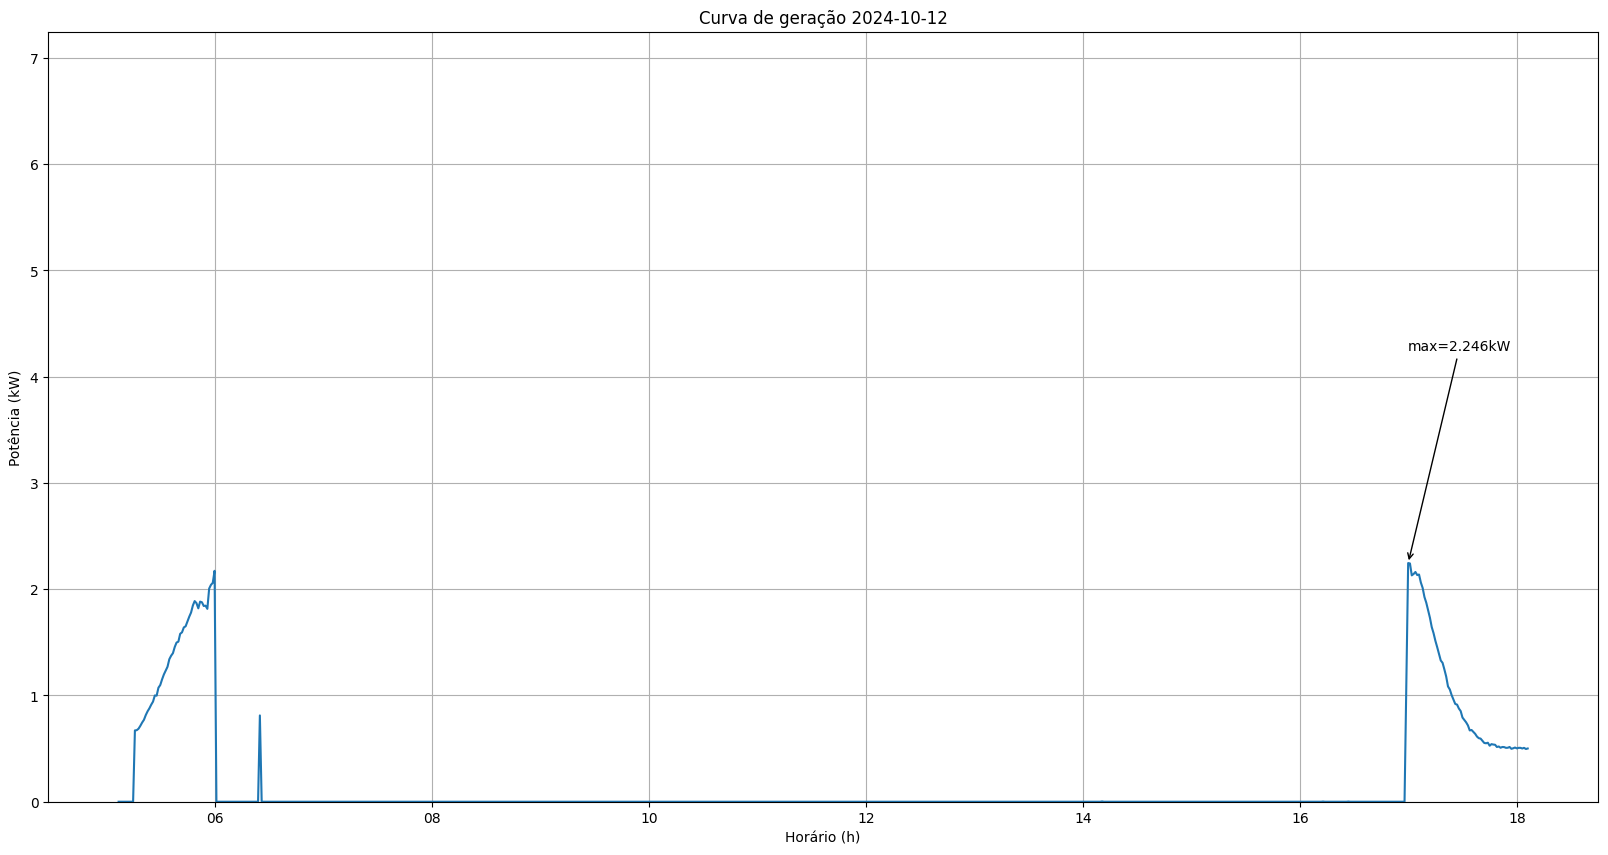 Curva de geração 2024-10-12
7
6
5
4
3
2
1
0
Potência (kW)
max=2.246kW
06 08 10 12 14 16 18
Horário (h)